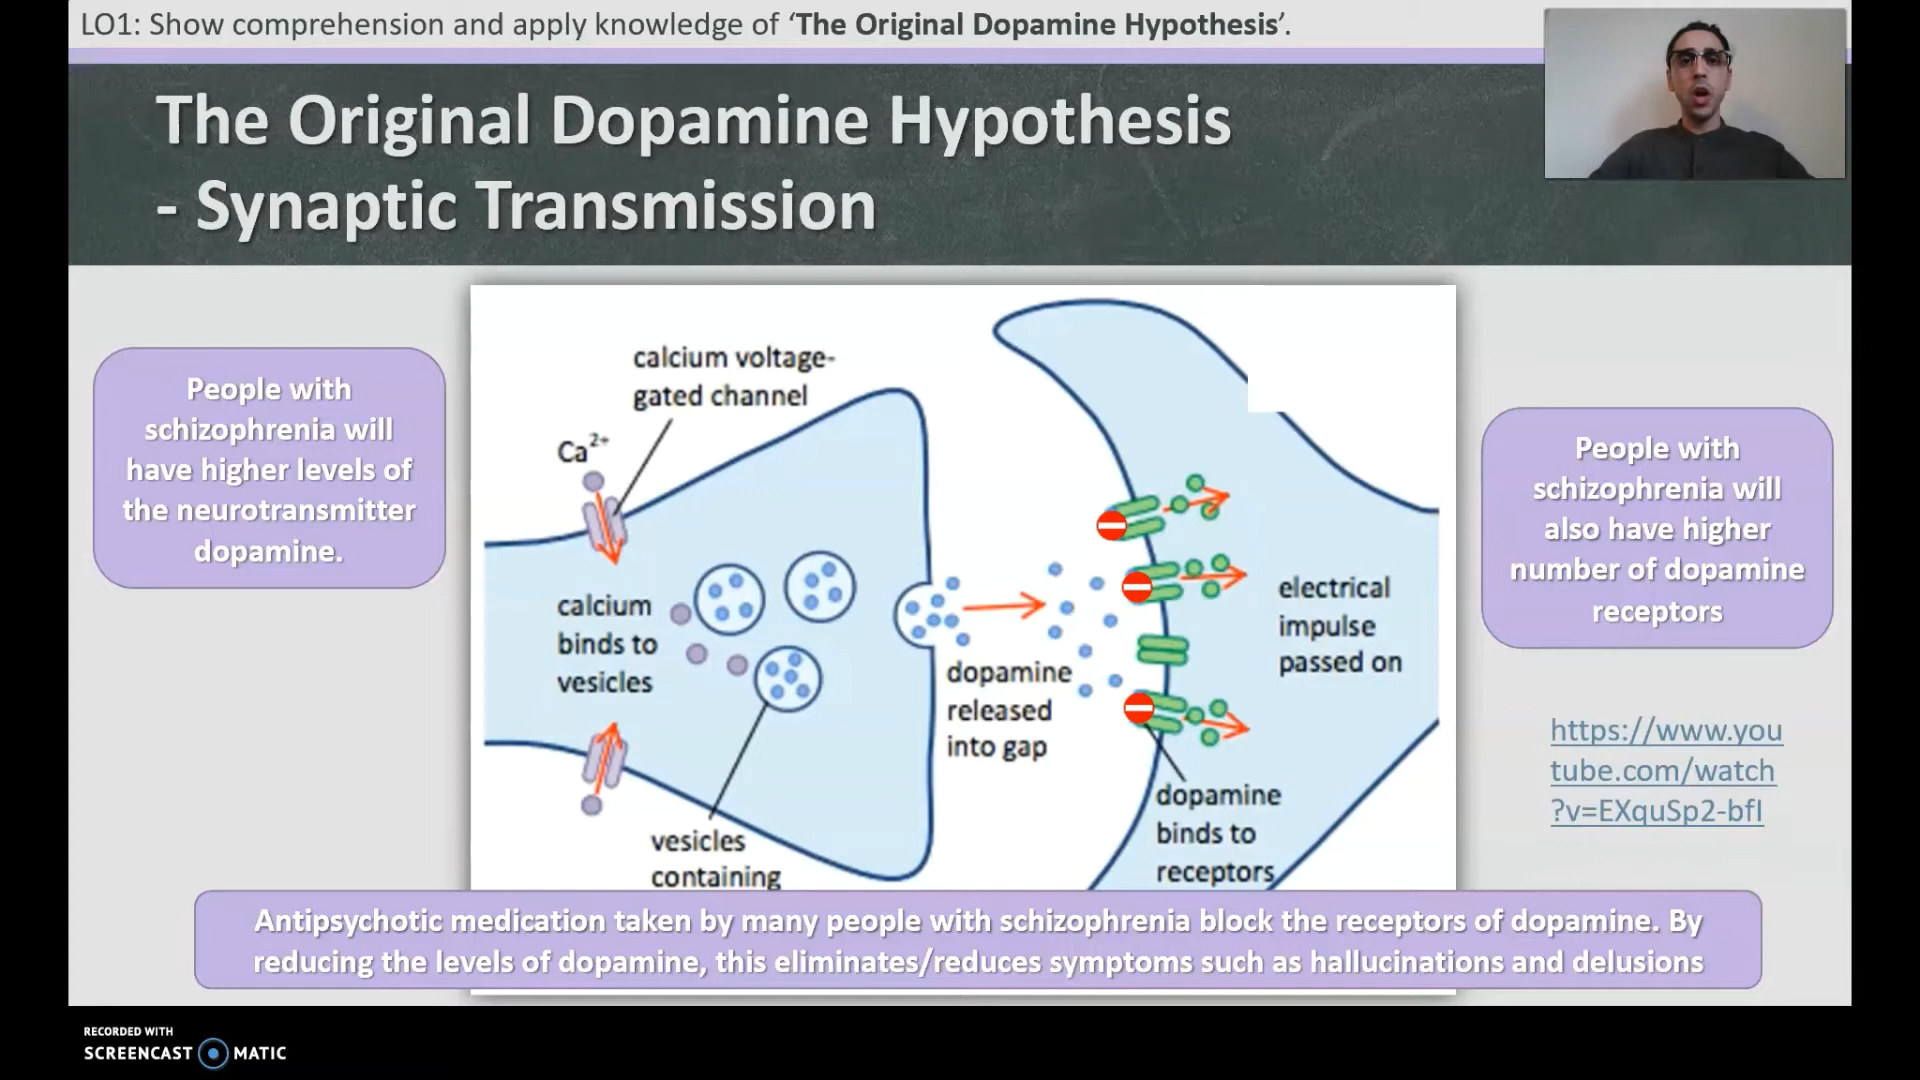 LO1: Show comprehension and apply knowledge of ‘The Original Dopamine Hypothesis’.
The Original Dopamine Hypothesis
- Synaptic Transmission
People with
schizophrenia will
have higher levels of
the neurotransmitter
dopamine.
calcium voltage-
gated channel
Ca²⁺
calcium
binds to
vesicles
vesicles
containing
dopamine
released
into gap
dopamine
binds to
receptors
electrical
impulse
passed on
People with
schizophrenia will
also have higher
number of dopamine
receptors
https://www.you
tube.com/watch
?v=EXquSp2-bfI
Antipsychotic medication taken by many people with schizophrenia block the receptors of dopamine. By
reducing the levels of dopamine, this eliminates/reduces symptoms such as hallucinations and delusions
RECORDED WITH
SCREENCAST MATIC